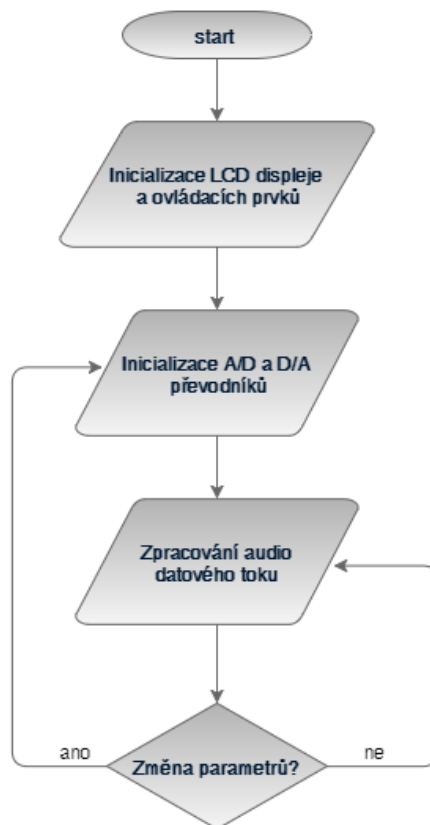 start
Inicializace LCD displeje
a ovládacích prvků
Inicializace A/D a D/A
převodníků
Zpracování audio
datového toku
ano
Změna parametrů?
ne